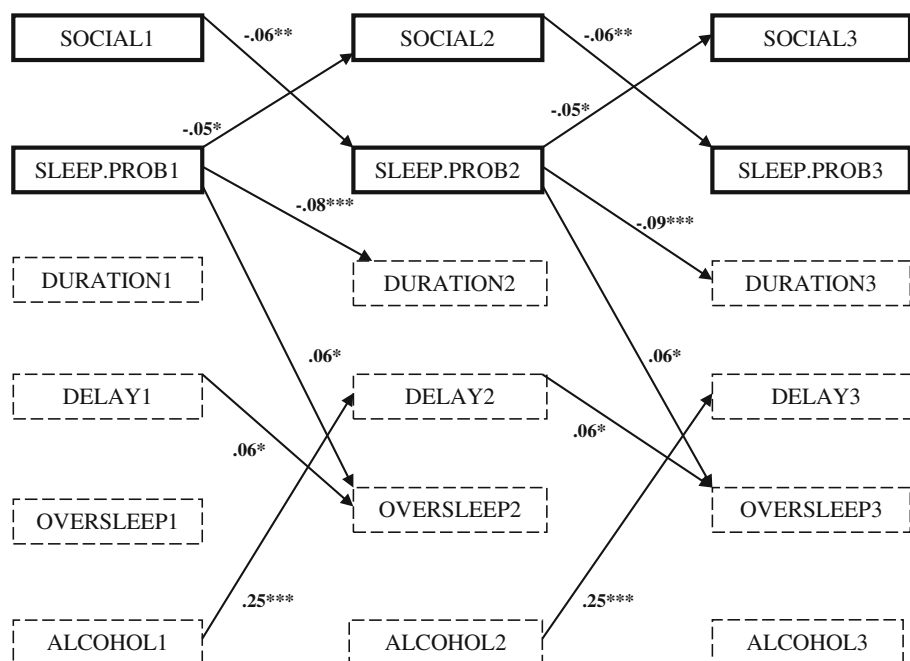 SOCIAL1 -.06** SOCIAL2 -.06** SOCIAL3
-.05* -.05*
SLEEP.PROB1 SLEEP.PROB2 SLEEP.PROB3
-.08*** -.09***
DURATION1 DURATION2 DURATION3
.06* .06*
DELAY1 DELAY2 DELAY3
.06* .06*
OVERSLEEP1 OVERSLEEP2 OVERSLEEP3
.25*** .25***
ALCOHOL1 ALCOHOL2 ALCOHOL3